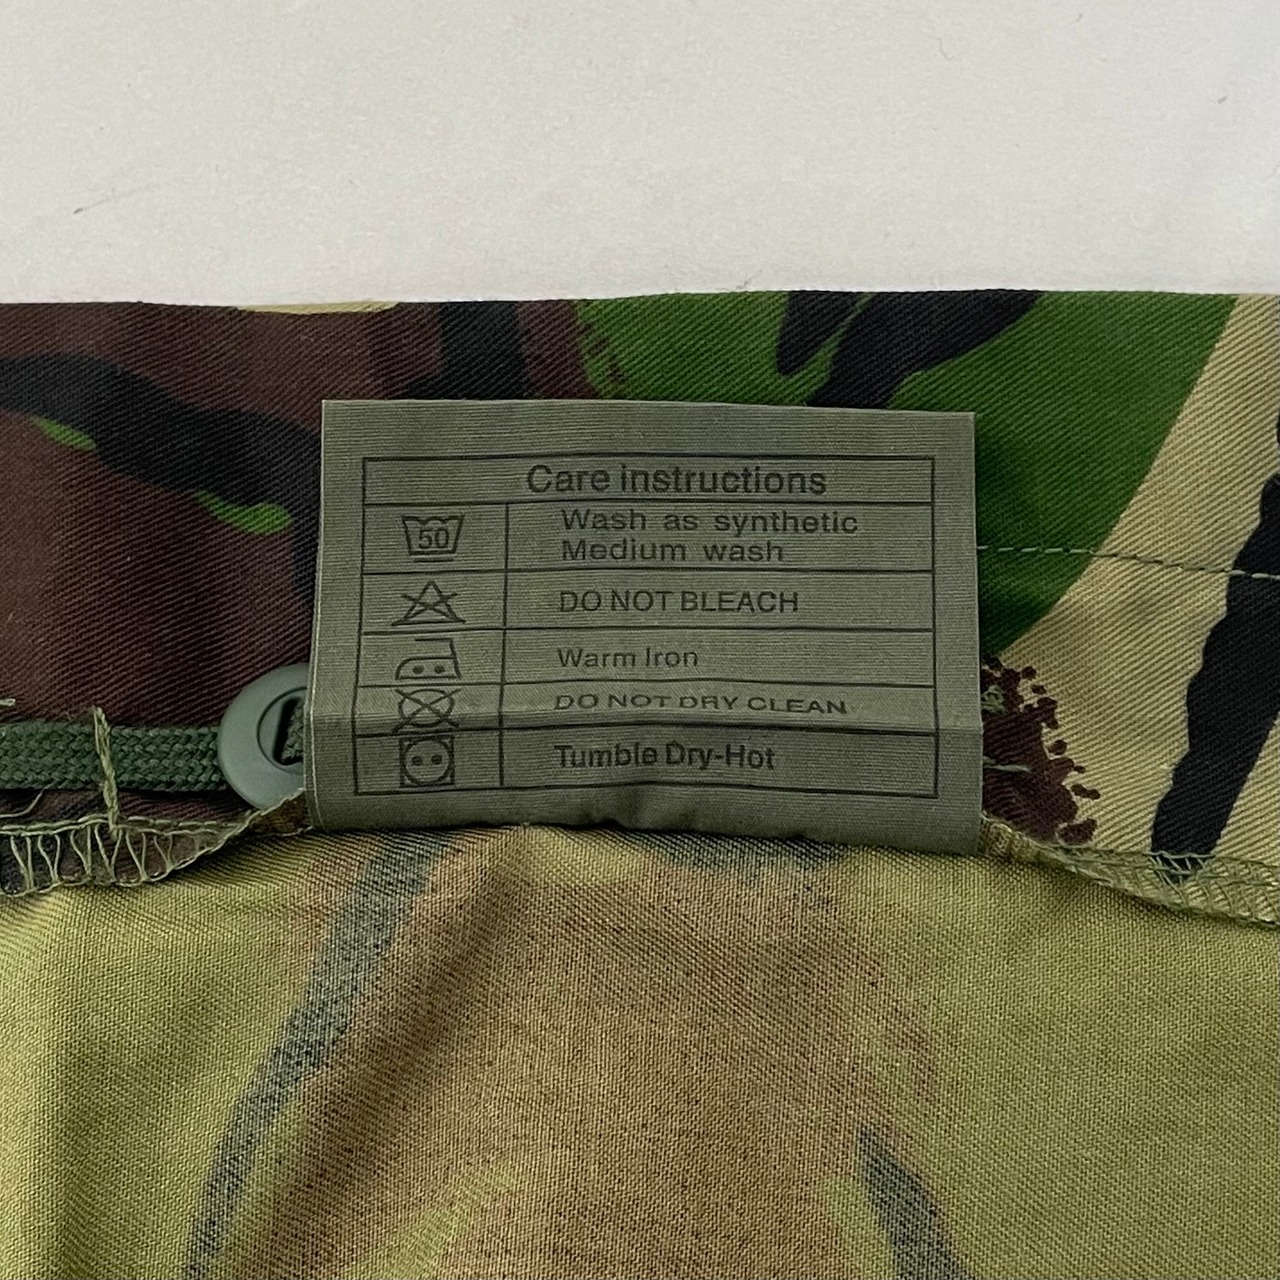 Care instructions
50 Wash as synthetic
Medium wash
DO NOT BLEACH
Warm Iron
DO NOT DRY CLEAN
Tumble Dry-Hot